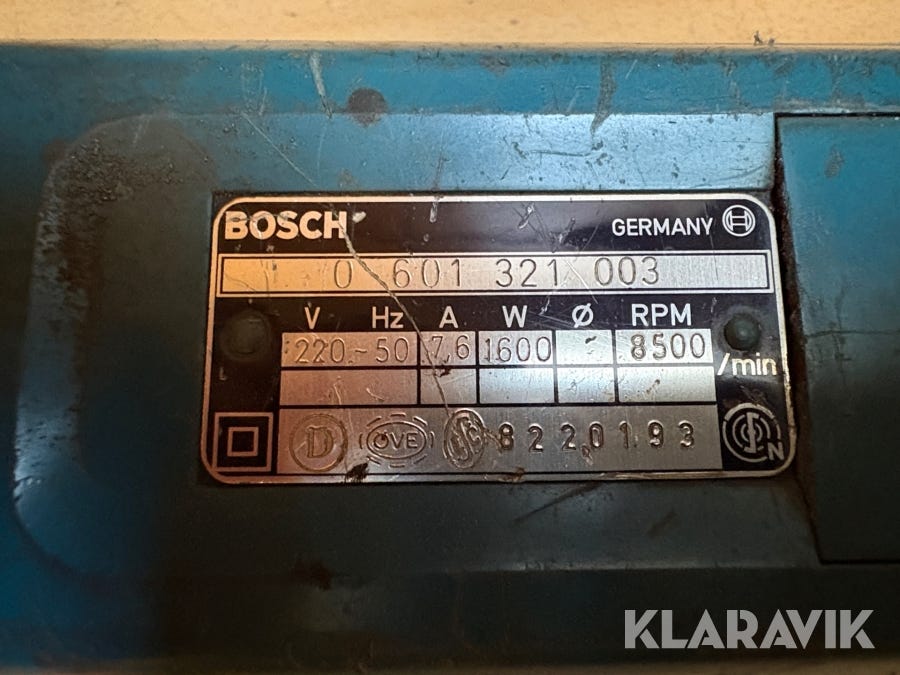 BOSCH GERMANY
0 601 321 003
V Hz A W Ø RPM
220~50 7,6 1600 - 8500 /min
D ÖVE 8220193 N
KLARAVIK